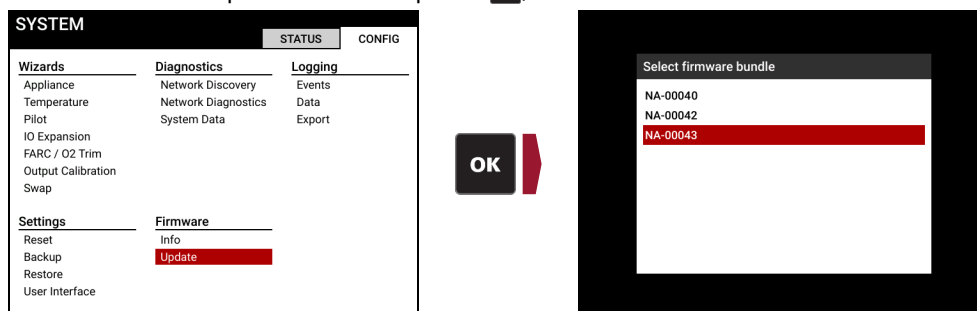 SYSTEM
STATUS CONFIG
Wizards
Appliance
Temperature
Pilot
IO Expansion
FARC / O2 Trim
Output Calibration
Swap
Diagnostics
Network Discovery
Network Diagnostics
System Data
Logging
Events
Data
Export
Settings
Reset
Backup
Restore
User Interface
Firmware
Info
Update
OK
Select firmware bundle
NA-00040
NA-00042
NA-00043